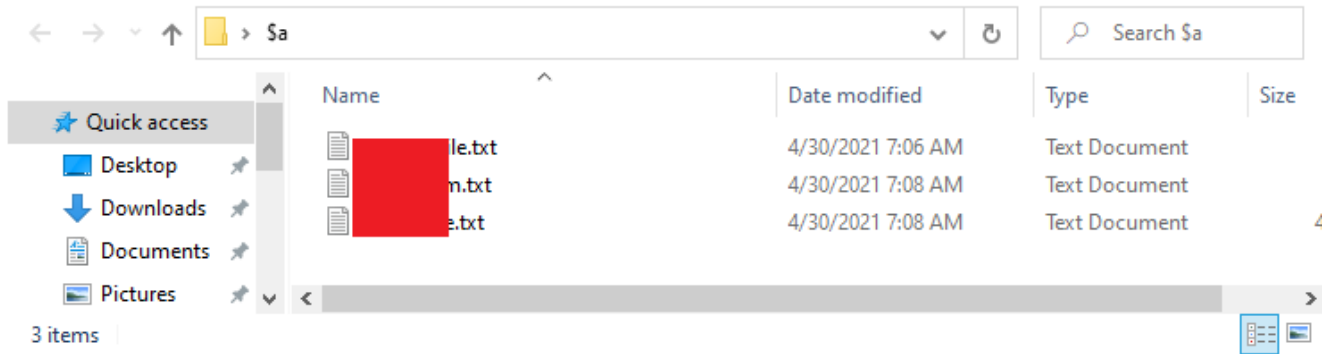 $a
Search $a
Name Date modified Type Size
Quick access
Desktop
Downloads
Documents
Pictures
le.txt 4/30/2021 7:06 AM Text Document
m.txt 4/30/2021 7:08 AM Text Document
e.txt 4/30/2021 7:08 AM Text Document 4
3 items